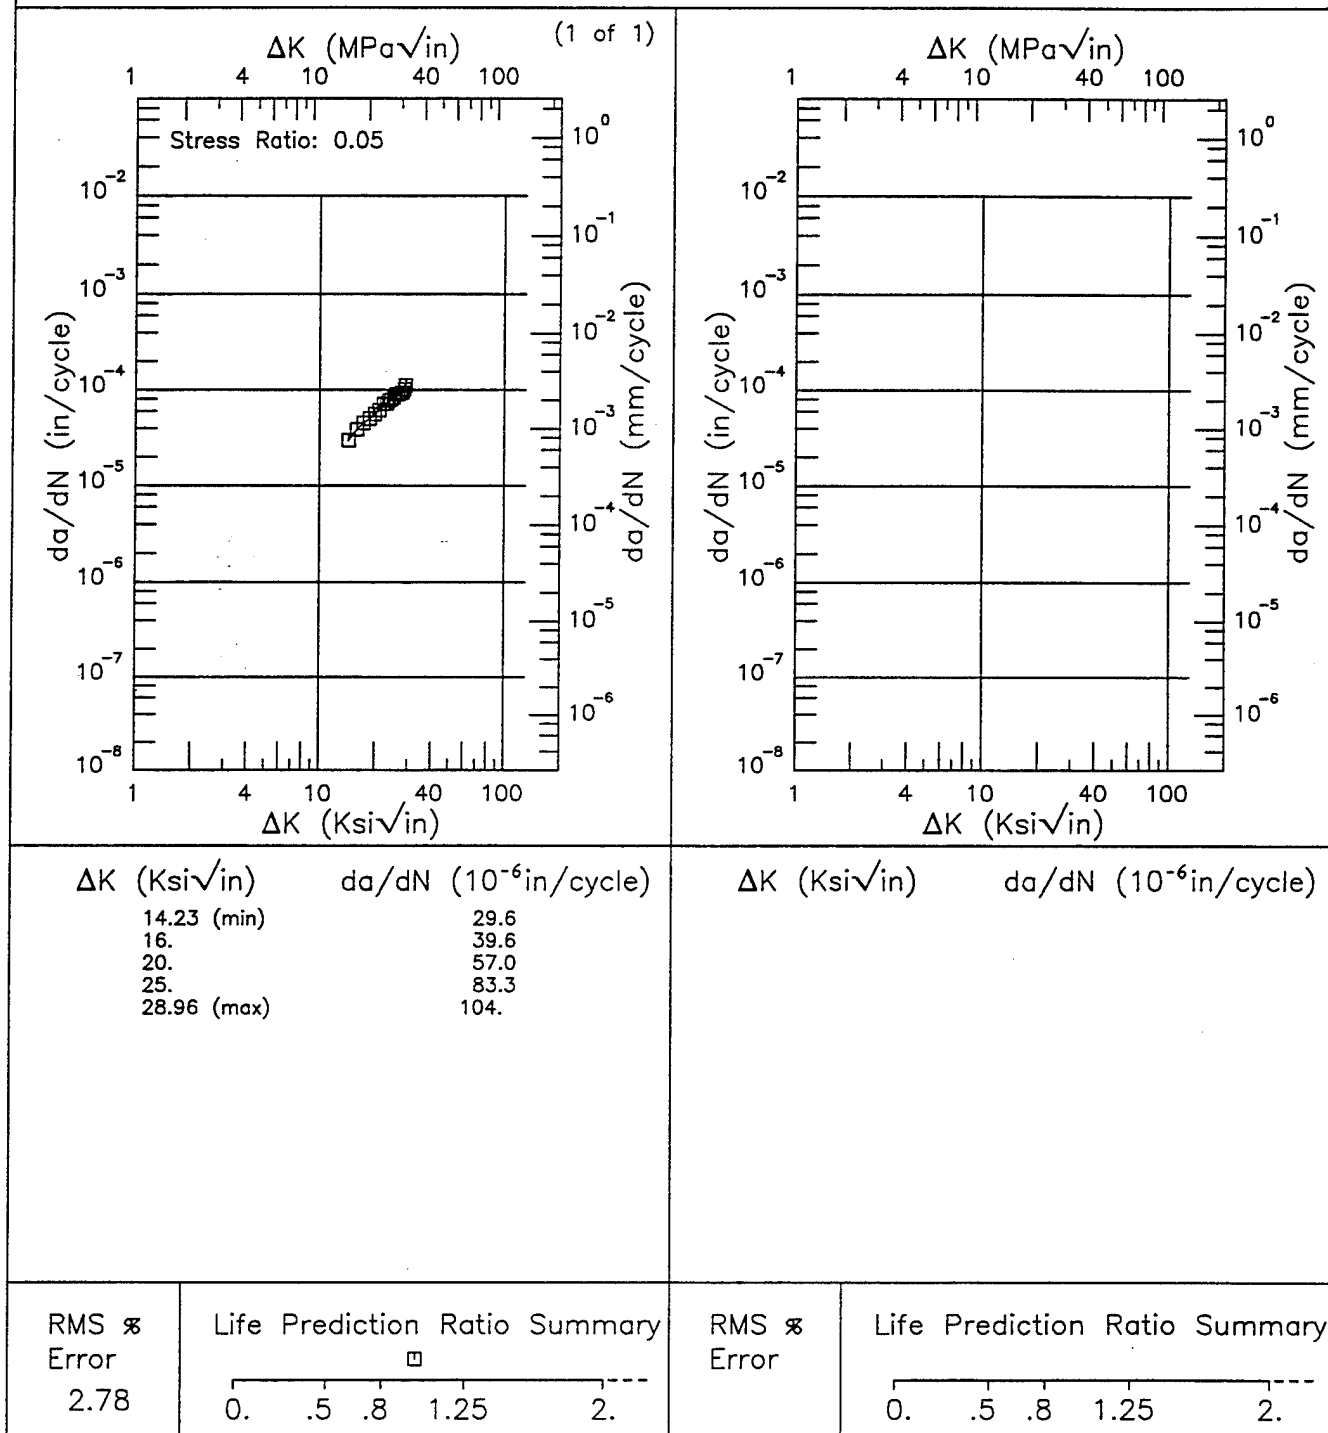 (1 of 1)
ΔK (MPa√in)
1 4 10 40 100
Stress Ratio: 0.05
10⁻² 10⁻³ 10⁻⁴ 10⁻⁵ 10⁻⁶ 10⁻⁷ 10⁻⁸
da/dN (in/cycle)
10⁰ 10⁻¹ 10⁻² 10⁻³ 10⁻⁴ 10⁻⁵ 10⁻⁶
da/dN (mm/cycle)
1 4 10 40 100
ΔK (Ksi√in)
ΔK (MPa√in)
1 4 10 40 100
10⁻² 10⁻³ 10⁻⁴ 10⁻⁵ 10⁻⁶ 10⁻⁷ 10⁻⁸
da/dN (in/cycle)
10⁰ 10⁻¹ 10⁻² 10⁻³ 10⁻⁴ 10⁻⁵ 10⁻⁶
da/dN (mm/cycle)
1 4 10 40 100
ΔK (Ksi√in)
ΔK (Ksi√in) da/dN (10⁻⁶in/cycle)
14.23 (min) 29.6
16. 39.6
20. 57.0
25. 83.3
28.96 (max) 104.
ΔK (Ksi√in) da/dN (10⁻⁶in/cycle)
RMS %
Error
2.78
Life Prediction Ratio Summary
0. .5 .8 1.25 2.
RMS %
Error
Life Prediction Ratio Summary
0. .5 .8 1.25 2.